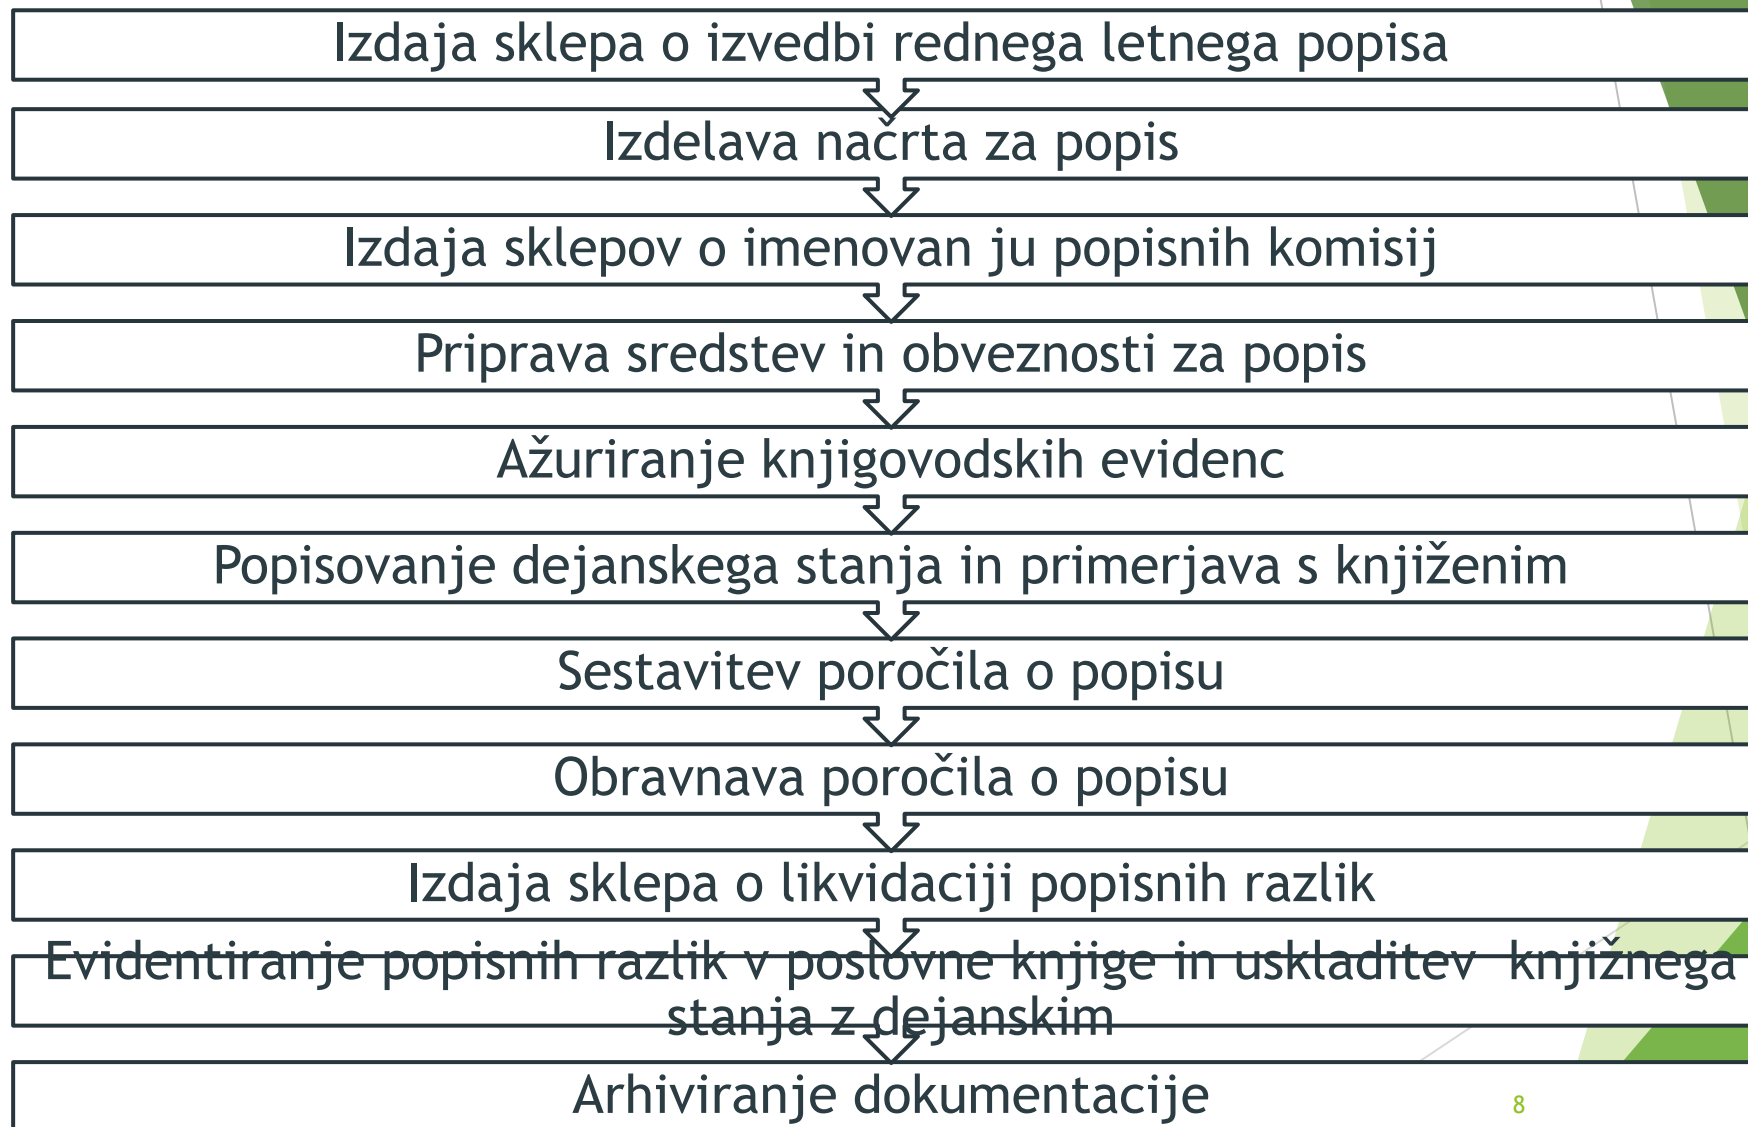 Izdaja sklepa o izvedbi rednega letnega popisa
Izdelava načrta za popis
Izdaja sklepov o imenovan ju popisnih komisij
Priprava sredstev in obveznosti za popis
Ažuriranje knjigovodskih evidenc
Popisovanje dejanskega stanja in primerjava s knjiženim
Sestavitev poročila o popisu
Obravnava poročila o popisu
Izdaja sklepa o likvidaciji popisnih razlik
Evidentiranje popisnih razlik v poslovne knjige in uskladitev knjižnega
stanja z dejanskim
Arhiviranje dokumentacije
8